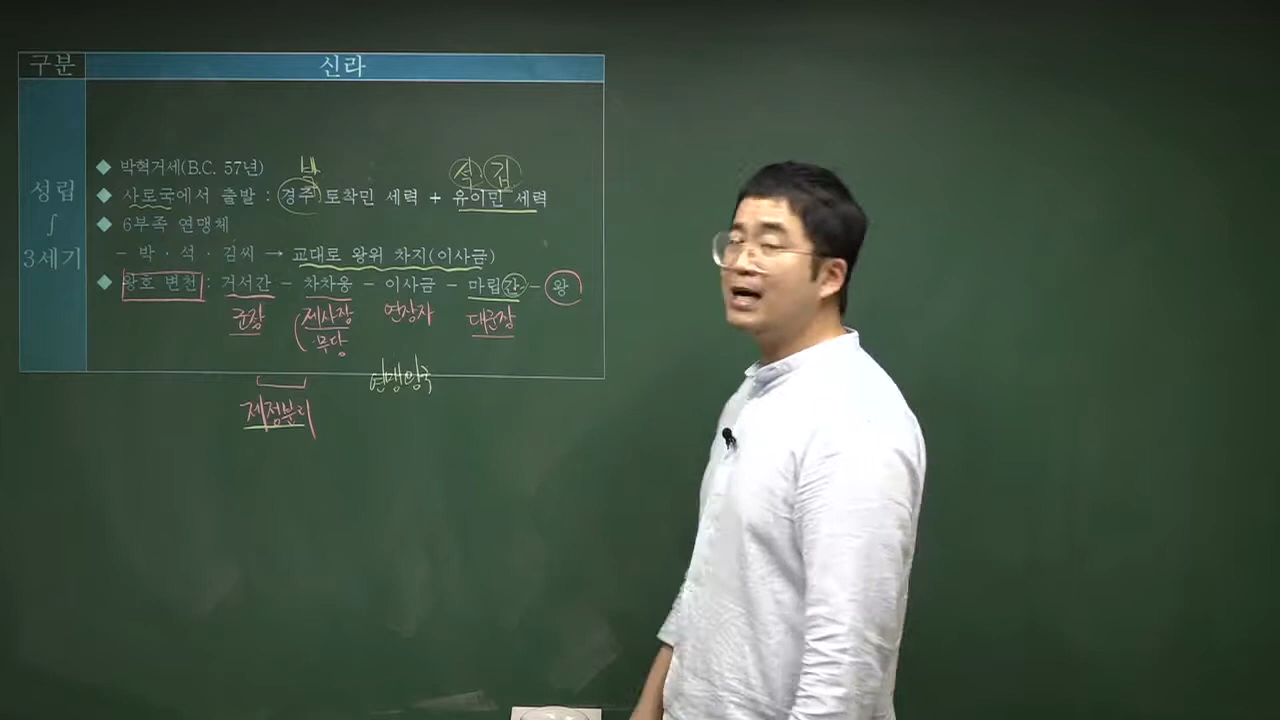 구분 신라
성립
∫
3세기
박
석 김
◆ 박혁거세(B.C. 57년)
◆ 사로국에서 출발 : 경주 토착민 세력 + 유이민 세력
◆ 6부족 연맹체
- 박 · 석 · 김씨 → 교대로 왕위 차지(이사금)
◆ 왕호 변천 : 거서간 - 차차웅 - 이사금 - 마립간 - 왕
군장 제사장 연장자 대군장
무당
연맹왕국
제정분리